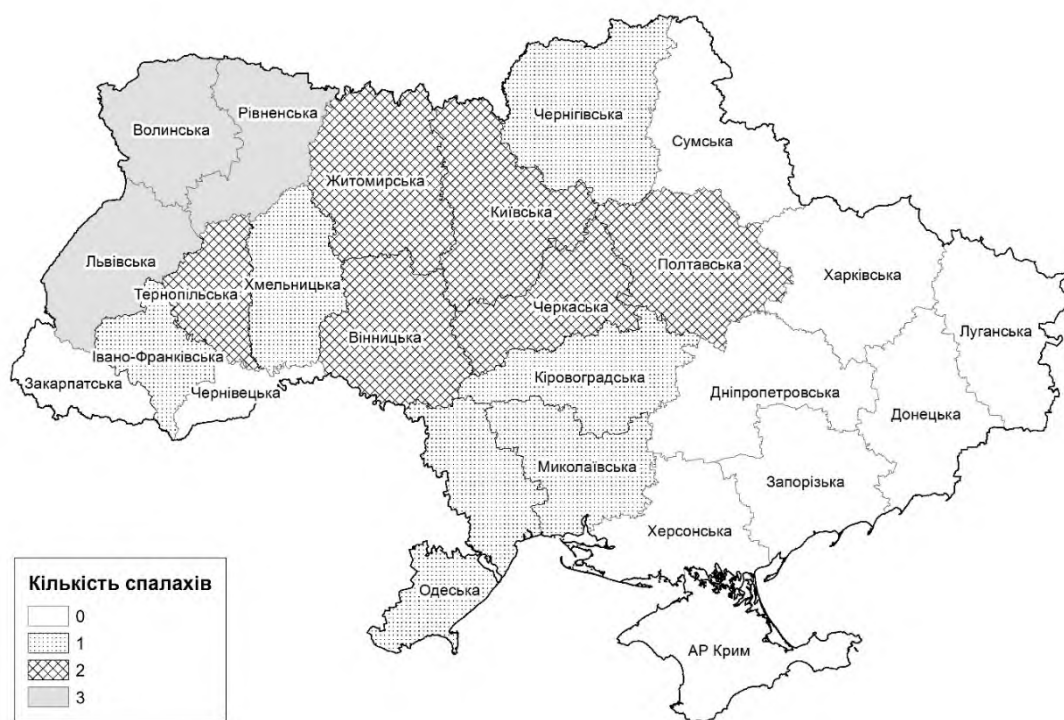 Чернігівська
Рівненська
Волинська
Сумська
Житомирська
Київська
Львівська
Полтавська
Харківська
Хмельницька
Тернопільська
Черкаська
Луганська
Вінницька
Івано-Франківська
Кіровоградська
Закарпатська
Чернівецька
Дніпропетровська
Донецька
Миколаївська
Запорізька
Херсонська
Кількість спалахів
0
1
2
3
Одеська
АР Крим